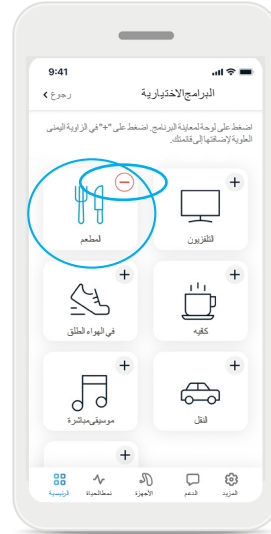 9:41
البرامج الاختيارية
رجوع
اضغط على لوحة لمعاينة البرنامج. اضغط على "+" في الزاوية اليمنى
العلوية لإضافتها إلى قائمتك.
التلفزيون
المطعم
كافيه
في الهواء الطلق
النقل
موسيقى مباشرة
المزيد
الدعم
الأجهزة
نمط الحياة
الرئيسية